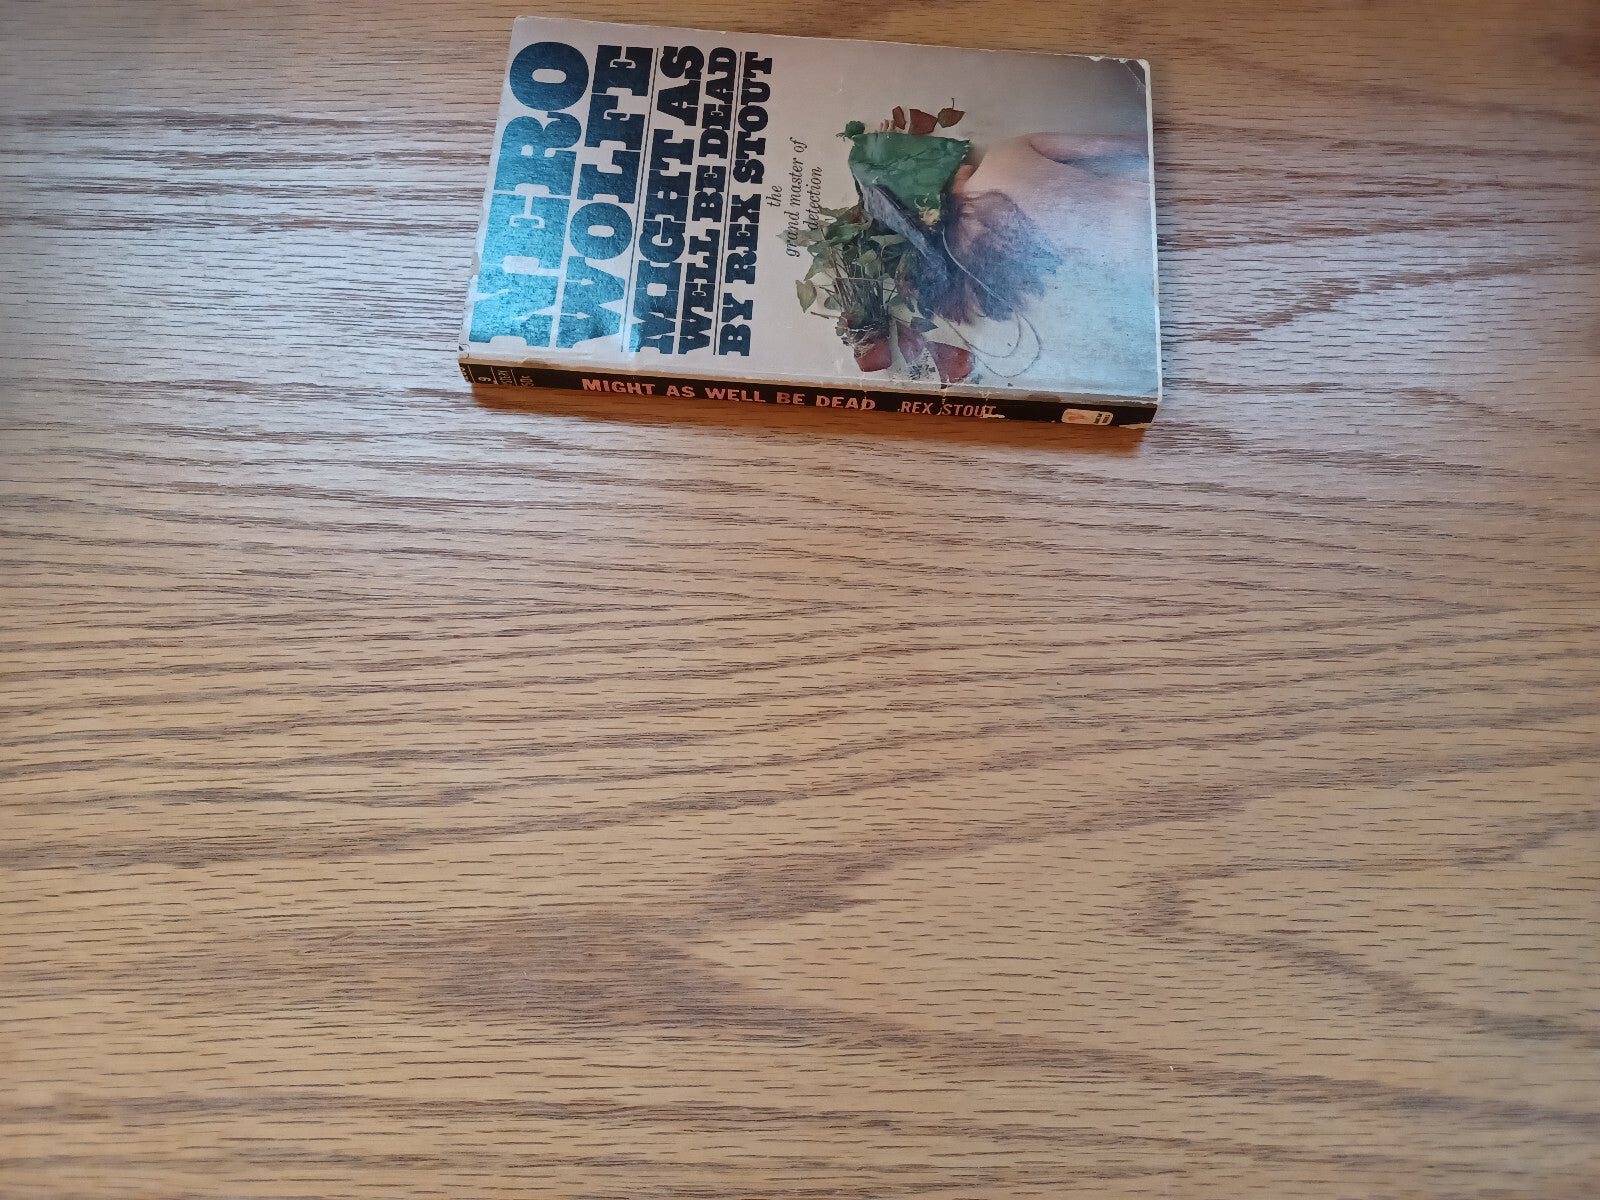 NERO
WOLFE
MIGHT AS
WELL BE DEAD
BY REX STOUT
the
grand master of
detection
MIGHT AS WELL BE DEAD REX STOUT